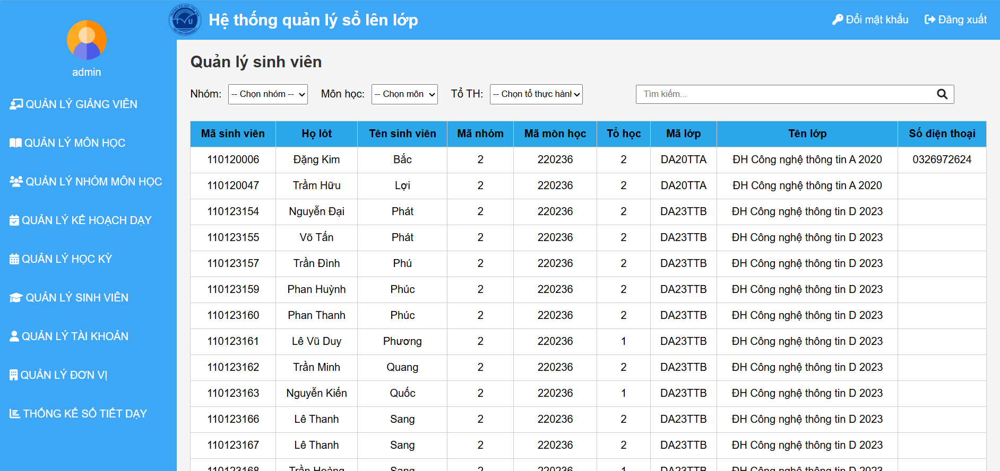 TRƯỜNG ĐẠI HỌC TRÀ VINH
TVU
TRA VINH UNIVERSITY
Hệ thống quản lý sổ lên lớp
Đổi mật khẩu
Đăng xuất
admin
QUẢN LÝ GIẢNG VIÊN
QUẢN LÝ MÔN HỌC
QUẢN LÝ NHÓM MÔN HỌC
QUẢN LÝ KẾ HOẠCH DẠY
QUẢN LÝ HỌC KỲ
QUẢN LÝ SINH VIÊN
QUẢN LÝ TÀI KHOẢN
QUẢN LÝ ĐƠN VỊ
THỐNG KÊ SỐ TIẾT DẠY
Quản lý sinh viên
Nhóm: -- Chọn nhóm -- Môn học: -- Chọn môn Tổ TH: -- Chọn tổ thực hành Tìm kiếm...
Mã sinh viên Họ lót Tên sinh viên Mã nhóm Mã môn học Tổ học Mã lớp Tên lớp Số điện thoại
110120006 Đặng Kim Bắc 2 220236 2 DA20TTA ĐH Công nghệ thông tin A 2020 0326972624
110120047 Trầm Hữu Lợi 2 220236 2 DA20TTA ĐH Công nghệ thông tin A 2020
110123154 Nguyễn Đại Phát 2 220236 2 DA23TTB ĐH Công nghệ thông tin D 2023
110123155 Võ Tấn Phát 2 220236 2 DA23TTB ĐH Công nghệ thông tin D 2023
110123157 Trần Đình Phú 2 220236 2 DA23TTB ĐH Công nghệ thông tin D 2023
110123159 Phan Huỳnh Phúc 2 220236 2 DA23TTB ĐH Công nghệ thông tin D 2023
110123160 Phan Thanh Phúc 2 220236 2 DA23TTB ĐH Công nghệ thông tin D 2023
110123161 Lê Vũ Duy Phương 2 220236 1 DA23TTB ĐH Công nghệ thông tin D 2023
110123162 Trần Minh Quang 2 220236 2 DA23TTB ĐH Công nghệ thông tin D 2023
110123163 Nguyễn Kiến Quốc 2 220236 1 DA23TTB ĐH Công nghệ thông tin D 2023
110123166 Lê Thanh Sang 2 220236 2 DA23TTB ĐH Công nghệ thông tin D 2023
110123167 Lê Thanh Sang 2 220236 2 DA23TTB ĐH Công nghệ thông tin D 2023
110123168 Trần Hoàng Sang 2 220236 1 DA23TTB ĐH Công nghệ thông tin D 2023